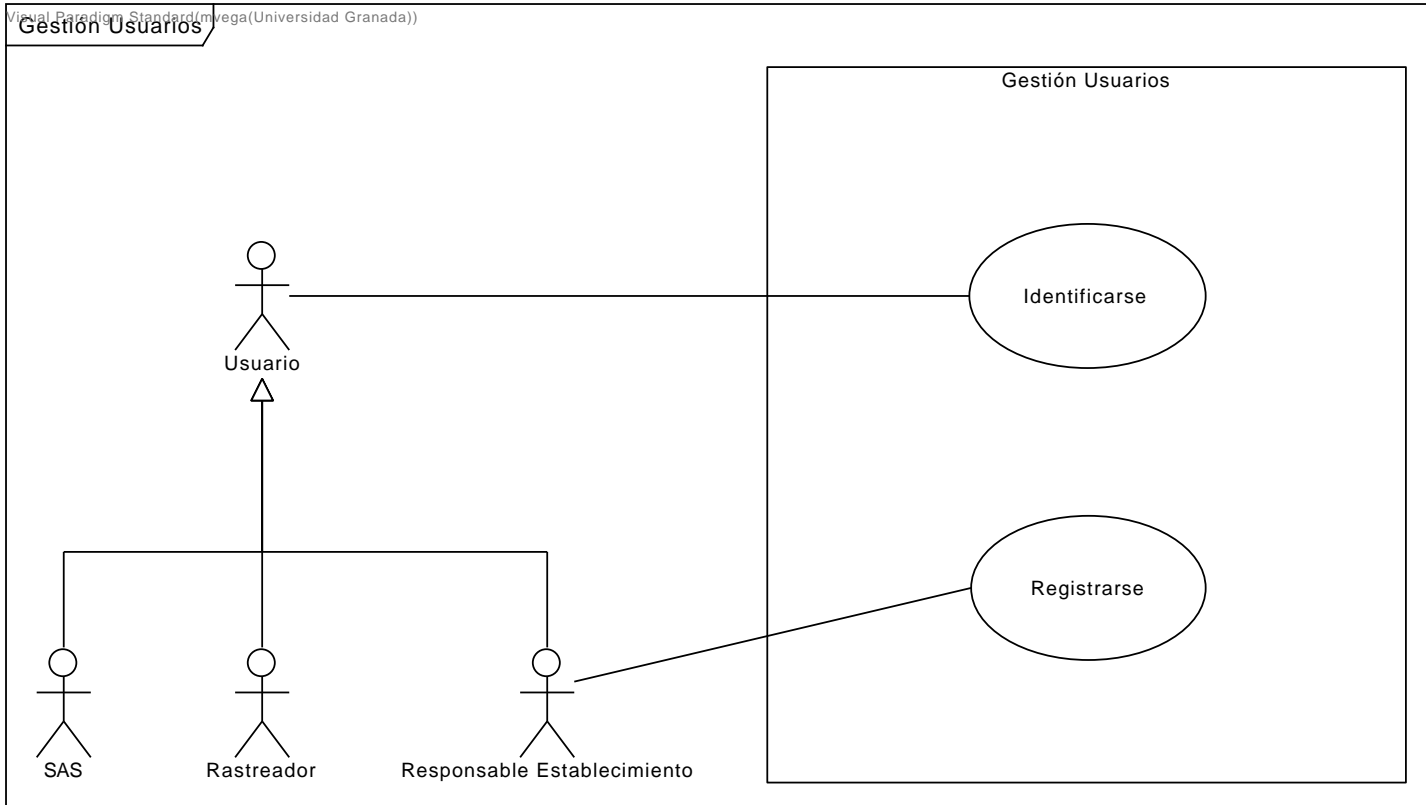 Visual Paradigm Standard(mvega(Universidad Granada))
Gestión Usuarios
Gestión Usuarios
Identificarse
Usuario
Registrarse
SAS
Rastreador
Responsable Establecimiento